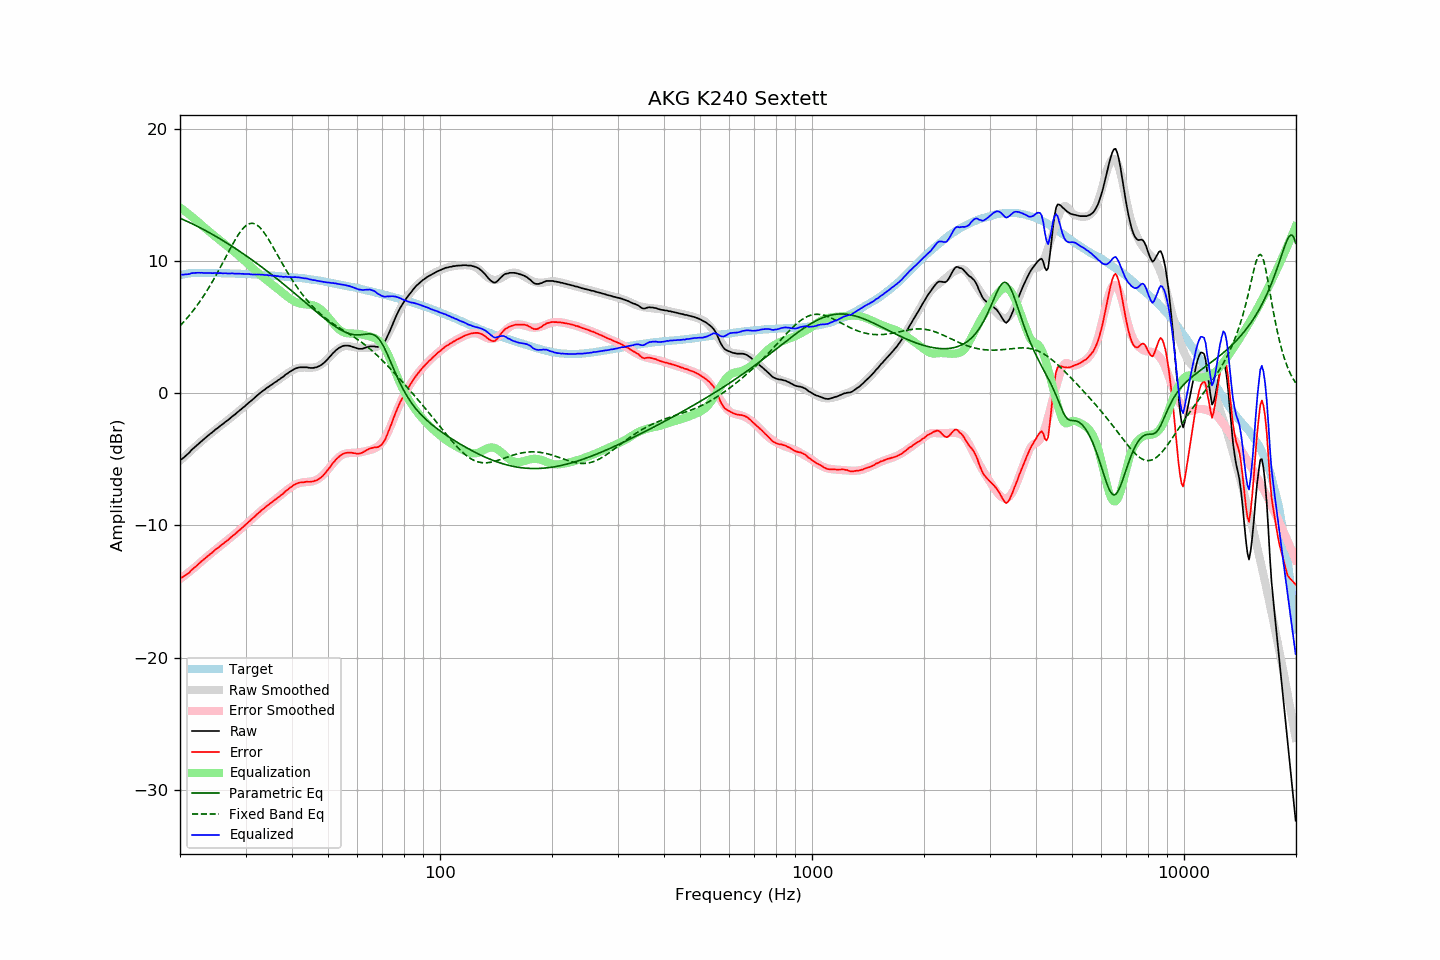 AKG K240 Sextett
20
10
0
−10
−20
−30
Amplitude (dBr)
Target
Raw Smoothed
Error Smoothed
Raw
Error
Equalization
Parametric Eq
Fixed Band Eq
Equalized
100
1000
10000
Frequency (Hz)